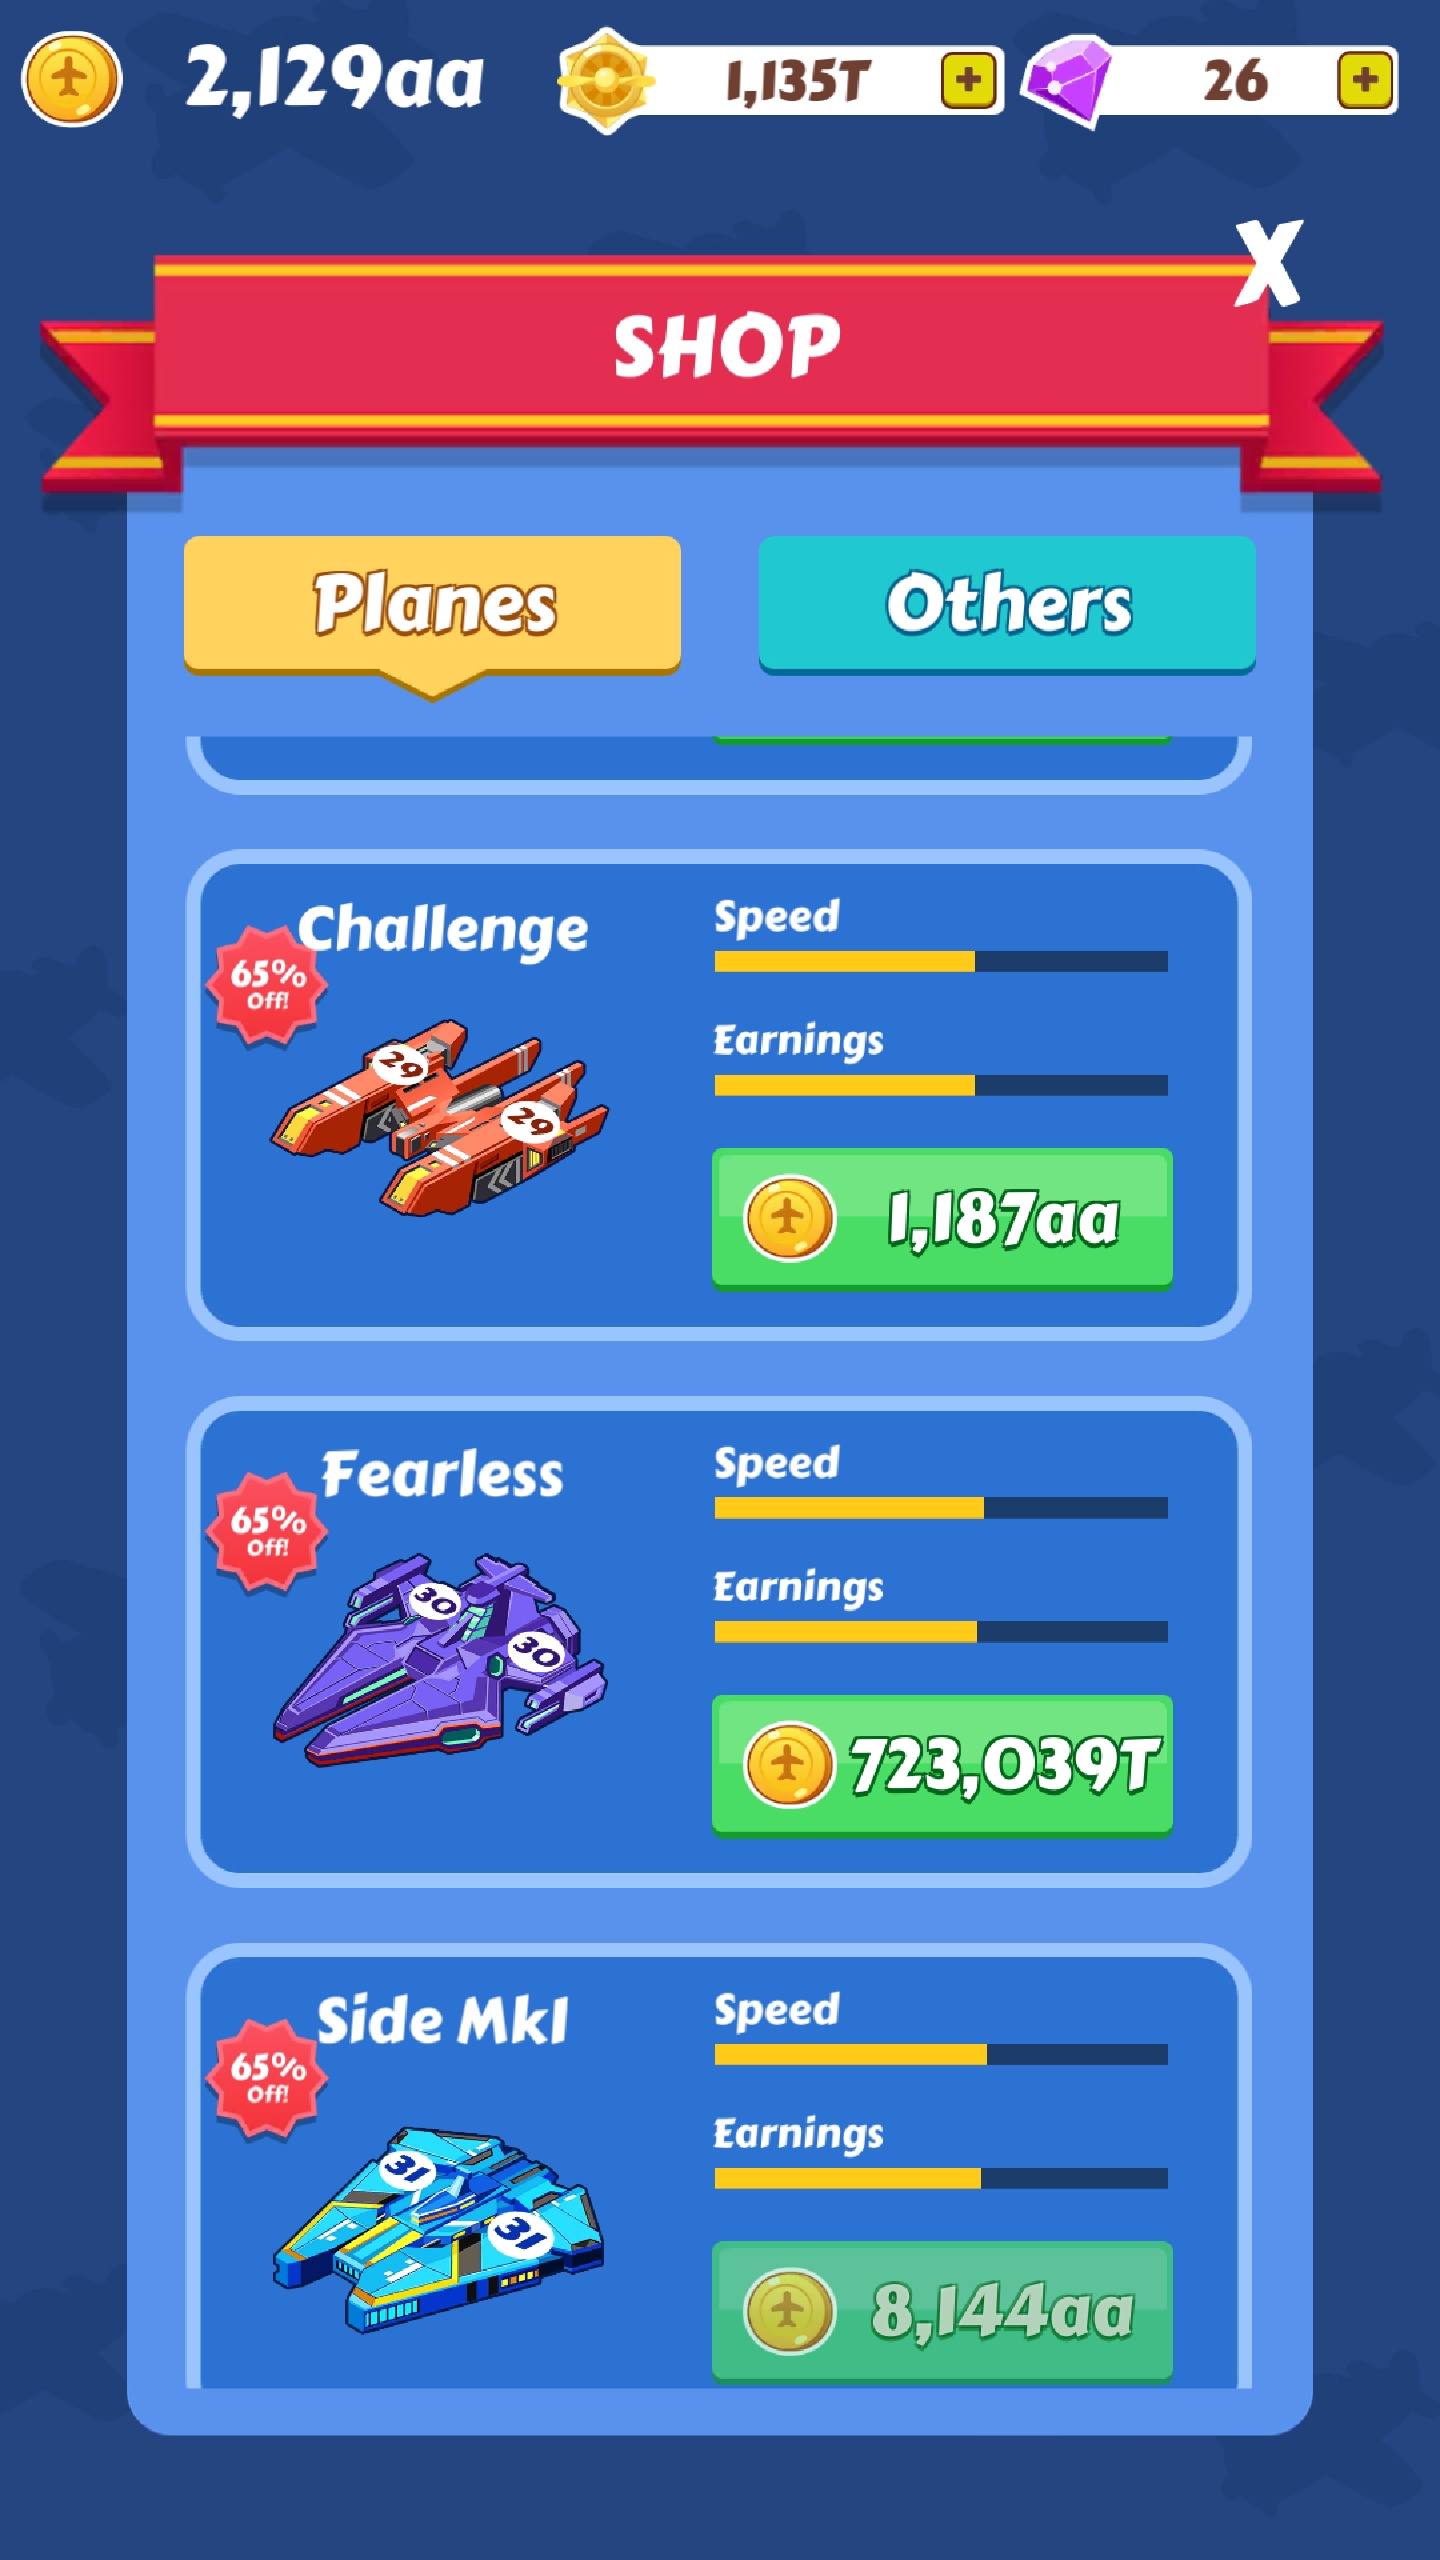 2,129aa
1,135T
26
X
SHOP
Planes
Others
Challenge
65%
Off!
29
29
Speed
Earnings
1,187aa
Fearless
65%
Off!
30
30
Speed
Earnings
723,039T
Side MkI
65%
Off!
31
31
Speed
Earnings
8,144aa